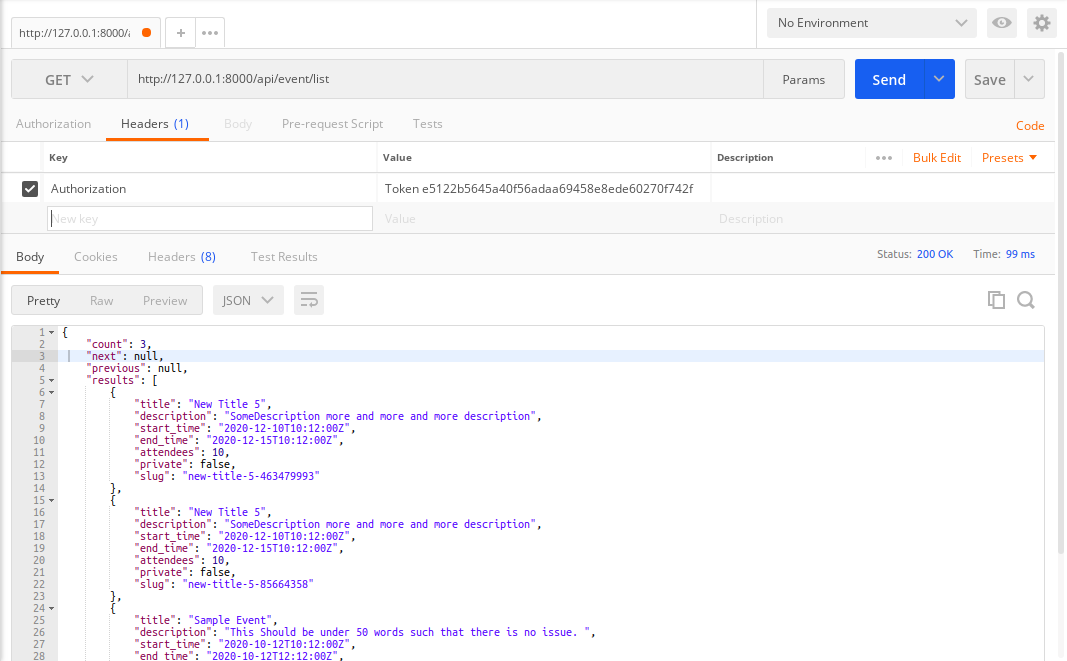 http://127.0.0.1:8000/a + ••• No Environment
GET http://127.0.0.1:8000/api/event/list Params Send Save
Authorization Headers (1) Body Pre-request Script Tests Code
Key Value Description ••• Bulk Edit Presets
Authorization Token e5122b5645a40f56adaa69458e8ede60270f742f
New key Value Description
Body Cookies Headers (8) Test Results Status: 200 OK Time: 99 ms
Pretty Raw Preview JSON
1 {
2 "count": 3,
3 "next": null,
4 "previous": null,
5 "results": [
6 {
7 "title": "New Title 5",
8 "description": "SomeDescription more and more and more description",
9 "start_time": "2020-12-10T10:12:00Z",
10 "end_time": "2020-12-15T10:12:00Z",
11 "attendees": 10,
12 "private": false,
13 "slug": "new-title-5-463479993"
14 },
15 {
16 "title": "New Title 5",
17 "description": "SomeDescription more and more and more description",
18 "start_time": "2020-12-10T10:12:00Z",
19 "end_time": "2020-12-15T10:12:00Z",
20 "attendees": 10,
21 "private": false,
22 "slug": "new-title-5-85664358"
23 },
24 {
25 "title": "Sample Event",
26 "description": "This Should be under 50 words such that there is no issue. ",
27 "start_time": "2020-10-12T10:12:00Z",
28 "end_time": "2020-10-12T12:12:00Z",